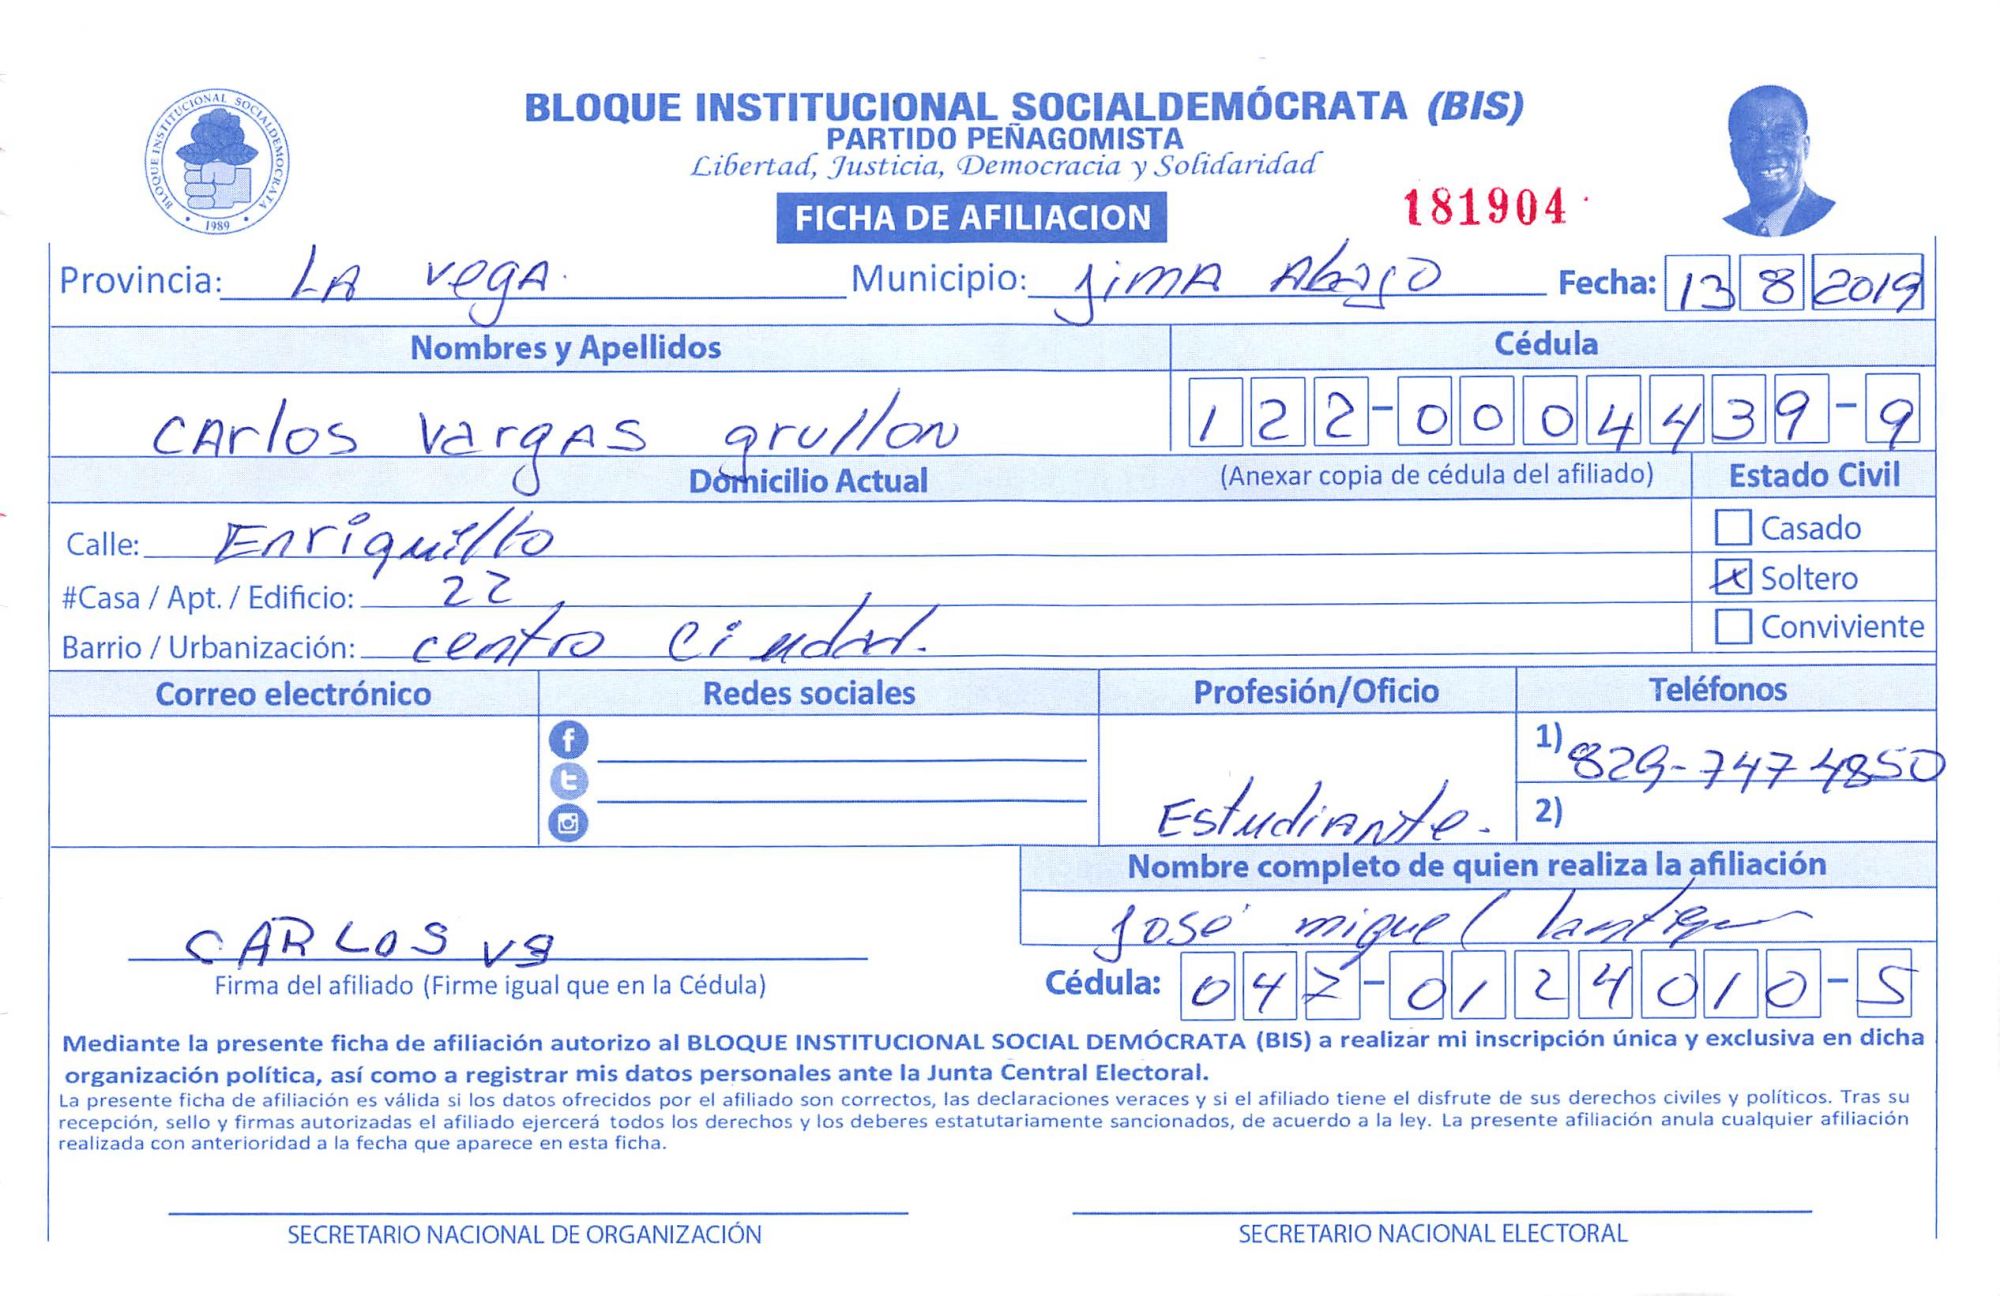 BLOQUE INSTITUCIONAL SOCIALDEMOCRATA
1989
BLOQUE INSTITUCIONAL SOCIALDEMÓCRATA (BIS)
PARTIDO PEÑAGOMISTA
Libertad, Justicia, Democracia y Solidaridad
FICHA DE AFILIACION
181904
Provincia: LA VegA. Municipio: JimA AbAjO Fecha: 13 8 2019
Nombres y Apellidos Cédula
CArlos VargAS grullon 122-0004439-9
Domicilio Actual (Anexar copia de cédula del afiliado) Estado Civil
Calle: Enriquillo Casado
#Casa / Apt. / Edificio: 22 X Soltero
Barrio / Urbanización: centro Ciudad. Conviviente
Correo electrónico Redes sociales Profesión/Oficio Teléfonos
1) 829-747 4850
Estudiante. 2)
Nombre completo de quien realiza la afiliación
CARLOS VG José miguel
Firma del afiliado (Firme igual que en la Cédula) Cédula: 047-0124010-5
Mediante la presente ficha de afiliación autorizo al BLOQUE INSTITUCIONAL SOCIAL DEMÓCRATA (BIS) a realizar mi inscripción única y exclusiva en dicha
organización política, así como a registrar mis datos personales ante la Junta Central Electoral.
La presente ficha de afiliación es válida si los datos ofrecidos por el afiliado son correctos, las declaraciones veraces y si el afiliado tiene el disfrute de sus derechos civiles y políticos. Tras su
recepción, sello y firmas autorizadas el afiliado ejercerá todos los derechos y los deberes estatutariamente sancionados, de acuerdo a la ley. La presente afiliación anula cualquier afiliación
realizada con anterioridad a la fecha que aparece en esta ficha.
SECRETARIO NACIONAL DE ORGANIZACIÓN SECRETARIO NACIONAL ELECTORAL